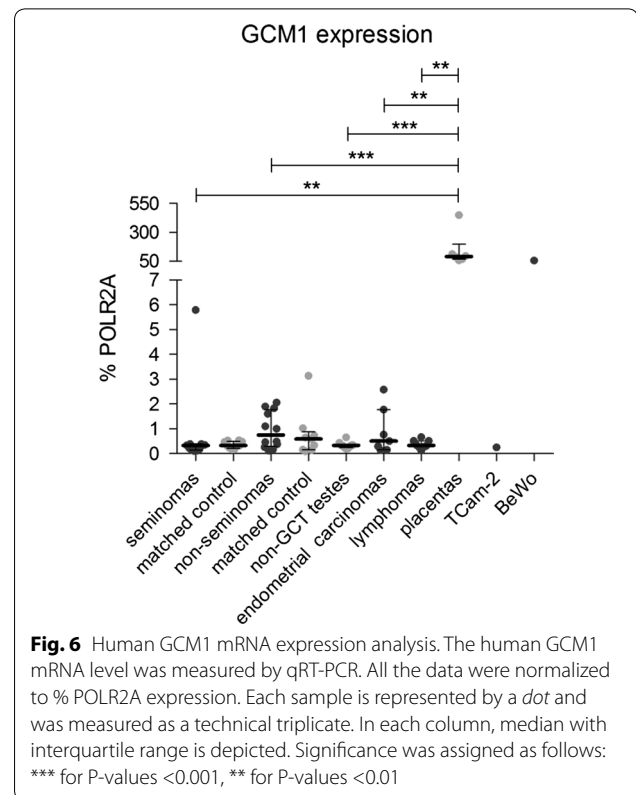 GCM1 expression
**
**
***
***
**
550
300
50
7
6
5
4
3
2
1
0
% POLR2A
seminomas
matched control
non-seminomas
matched control
non-GCT testes
endometrial carcinomas
lymphomas
placentas
TCam-2
BeWo
Fig. 6 Human GCM1 mRNA expression analysis. The human GCM1
mRNA level was measured by qRT-PCR. All the data were normalized
to % POLR2A expression. Each sample is represented by a dot and
was measured as a technical triplicate. In each column, median with
interquartile range is depicted. Significance was assigned as follows:
*** for P-values <0.001, ** for P-values <0.01